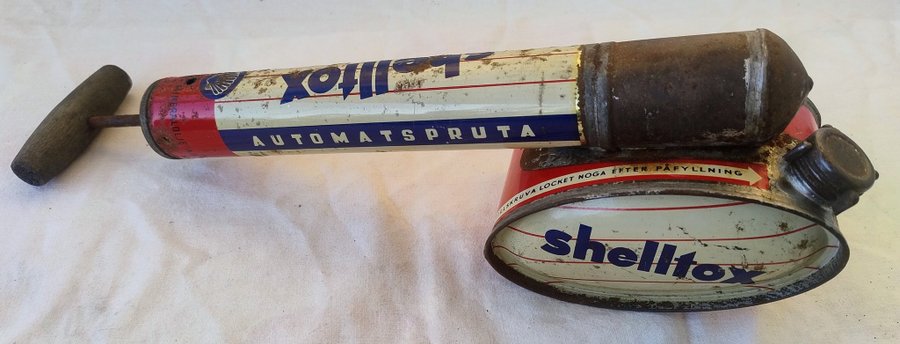 shelltox
AUTOMATSPRUTA
SKRUVA LOCKET NOGA EFTER PÅFYLLNING
shelltox